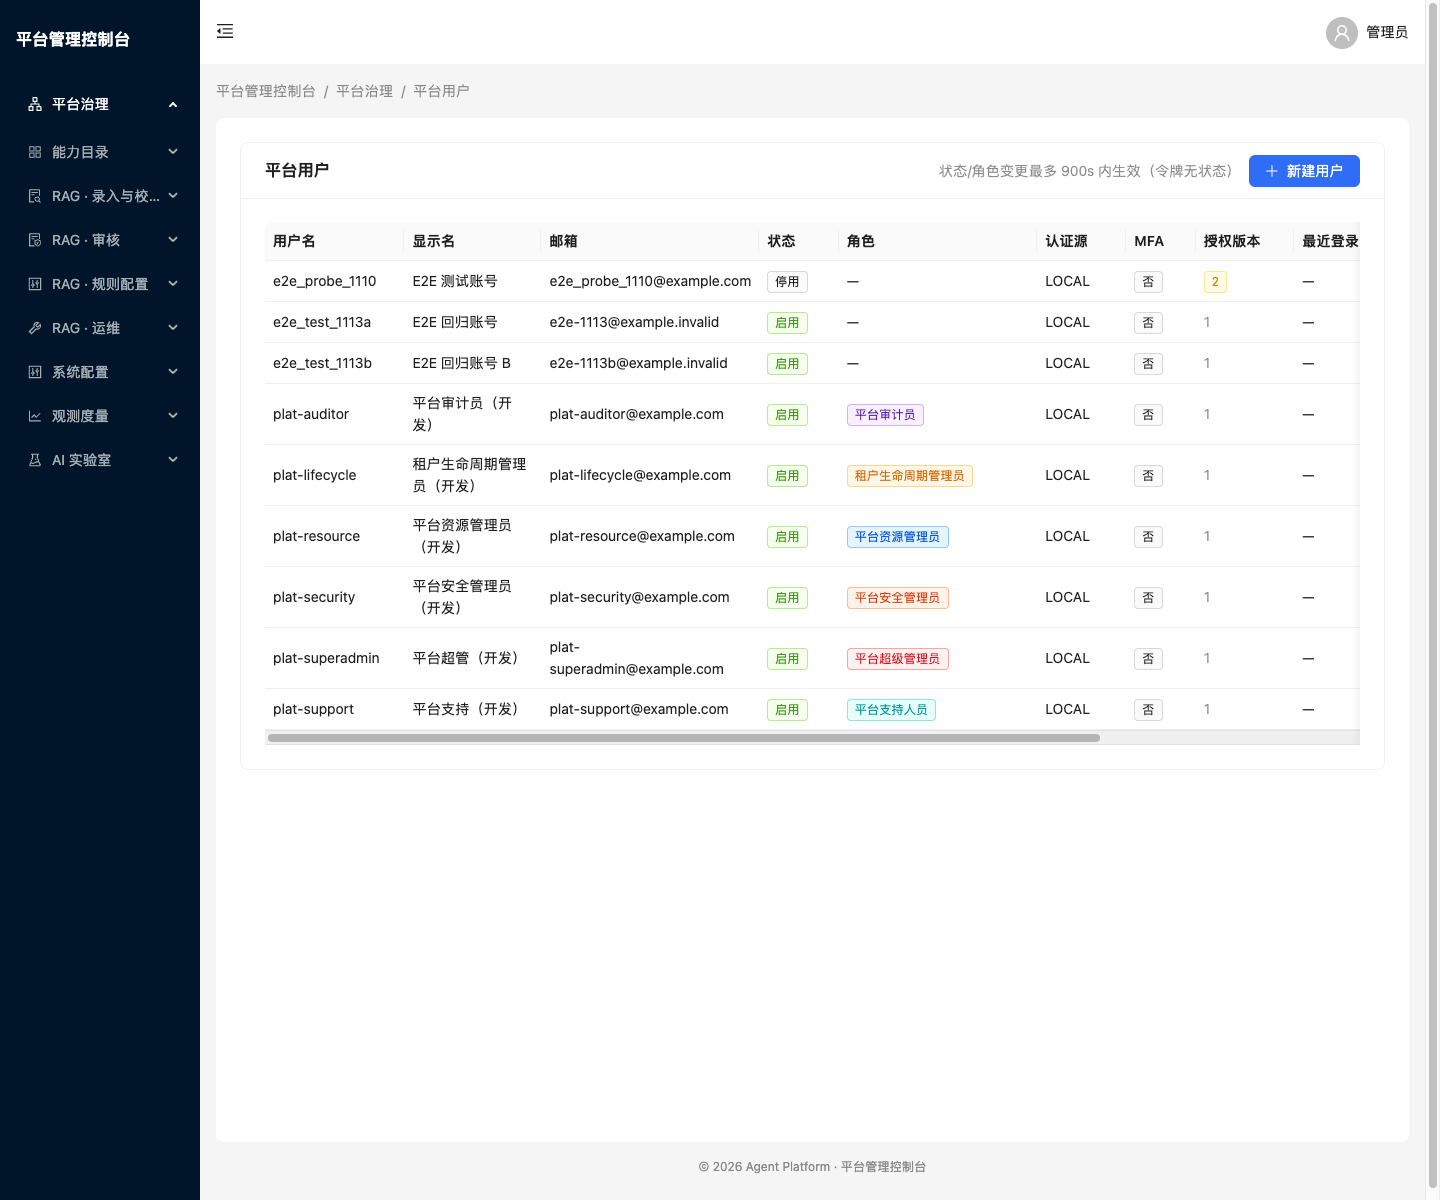 平台管理控制台
管理员
平台治理
能力目录
RAG · 录入与校...
RAG · 审核
RAG · 规则配置
RAG · 运维
系统配置
观测度量
AI 实验室
平台管理控制台 / 平台治理 / 平台用户
平台用户
状态/角色变更最多 900s 内生效（令牌无状态）
新建用户
用户名 显示名 邮箱 状态 角色 认证源 MFA 授权版本 最近登录
e2e_probe_1110 E2E 测试账号 e2e_probe_1110@example.com 停用 — LOCAL 否 2 —
e2e_test_1113a E2E 回归账号 e2e-1113@example.invalid 启用 — LOCAL 否 1 —
e2e_test_1113b E2E 回归账号 B e2e-1113b@example.invalid 启用 — LOCAL 否 1 —
plat-auditor 平台审计员（开发） plat-auditor@example.com 启用 平台审计员 LOCAL 否 1 —
plat-lifecycle 租户生命周期管理员（开发） plat-lifecycle@example.com 启用 租户生命周期管理员 LOCAL 否 1 —
plat-resource 平台资源管理员（开发） plat-resource@example.com 启用 平台资源管理员 LOCAL 否 1 —
plat-security 平台安全管理员（开发） plat-security@example.com 启用 平台安全管理员 LOCAL 否 1 —
plat-superadmin 平台超管（开发） plat-superadmin@example.com 启用 平台超级管理员 LOCAL 否 1 —
plat-support 平台支持（开发） plat-support@example.com 启用 平台支持人员 LOCAL 否 1 —
© 2026 Agent Platform · 平台管理控制台